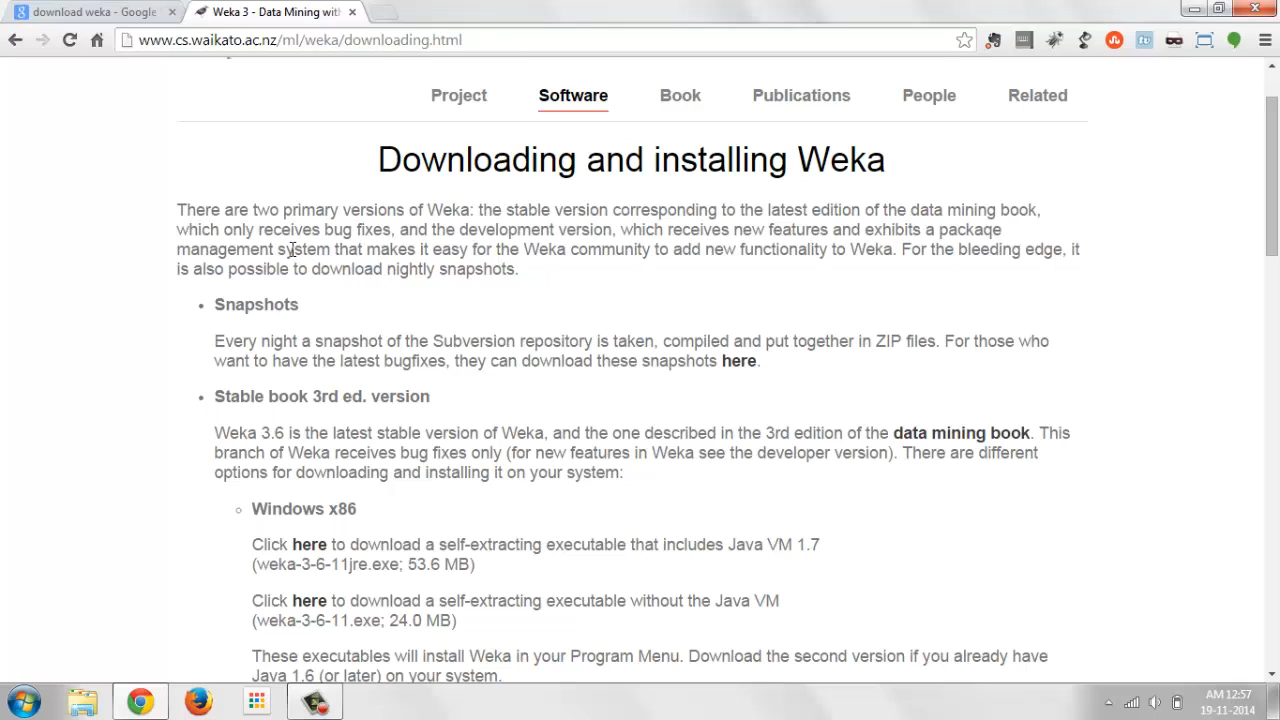 download weka - Google
Weka 3 - Data Mining with
www.cs.waikato.ac.nz/ml/weka/downloading.html
Project Software Book Publications People Related
Downloading and installing Weka
There are two primary versions of Weka: the stable version corresponding to the latest edition of the data mining book,
which only receives bug fixes, and the development version, which receives new features and exhibits a package
management system that makes it easy for the Weka community to add new functionality to Weka. For the bleeding edge, it
is also possible to download nightly snapshots.
• Snapshots
Every night a snapshot of the Subversion repository is taken, compiled and put together in ZIP files. For those who
want to have the latest bugfixes, they can download these snapshots here.
• Stable book 3rd ed. version
Weka 3.6 is the latest stable version of Weka, and the one described in the 3rd edition of the data mining book. This
branch of Weka receives bug fixes only (for new features in Weka see the developer version). There are different
options for downloading and installing it on your system:
◦ Windows x86
Click here to download a self-extracting executable that includes Java VM 1.7
(weka-3-6-11jre.exe; 53.6 MB)
Click here to download a self-extracting executable without the Java VM
(weka-3-6-11.exe; 24.0 MB)
These executables will install Weka in your Program Menu. Download the second version if you already have
Java 1.6 (or later) on your system.
AM 12:57
19-11-2014